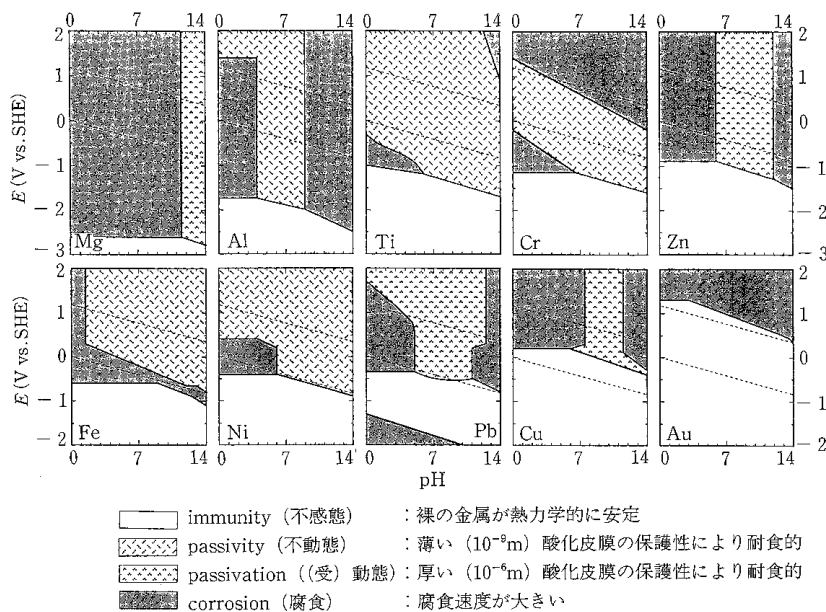 0 7 14 0 7 14 0 7 14 0 7 14 0 7 14
2
1
0
− 1
− 2
− 3
E (V vs. SHE)
Mg Al Ti Cr Zn
2
1
0
− 1
− 2
− 3
2
1
0
− 1
− 2
E (V vs. SHE)
Fe Ni Pb Cu Au
2
1
0
− 1
− 2
0 7 14 0 7 14 0 7 14 0 7 14 0 7 14
pH
immunity (不感態) : 裸の金属が熱力学的に安定
passivity (不動態) : 薄い (10⁻⁹m) 酸化皮膜の保護性により耐食的
passivation ((受) 動態) : 厚い (10⁻⁶m) 酸化皮膜の保護性により耐食的
corrosion (腐食) : 腐食速度が大きい